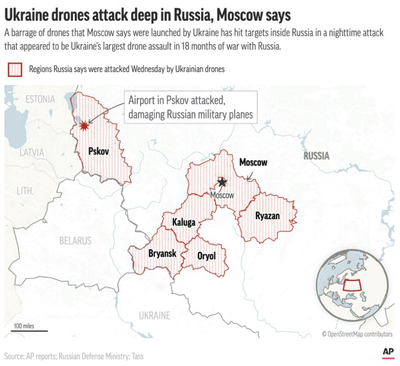 Ukraine drones attack deep in Russia, Moscow says
A barrage of drones that Moscow says were launched by Ukraine has hit targets inside Russia in a nighttime attack
that appeared to be Ukraine's largest drone assault in 18 months of war with Russia.
Regions Russia says were attacked Wednesday by Ukrainian drones
ESTONIA
Airport in Pskov attacked,
damaging Russian military planes
LATVIA
Pskov
Moscow
RUSSIA
LITH.
Moscow
Kaluga
Ryazan
BELARUS
Bryansk
Oryol
UKRAINE
100 miles
© OpenStreetMap contributors
Source: AP reports; Russian Defense Ministry; Tass
AP